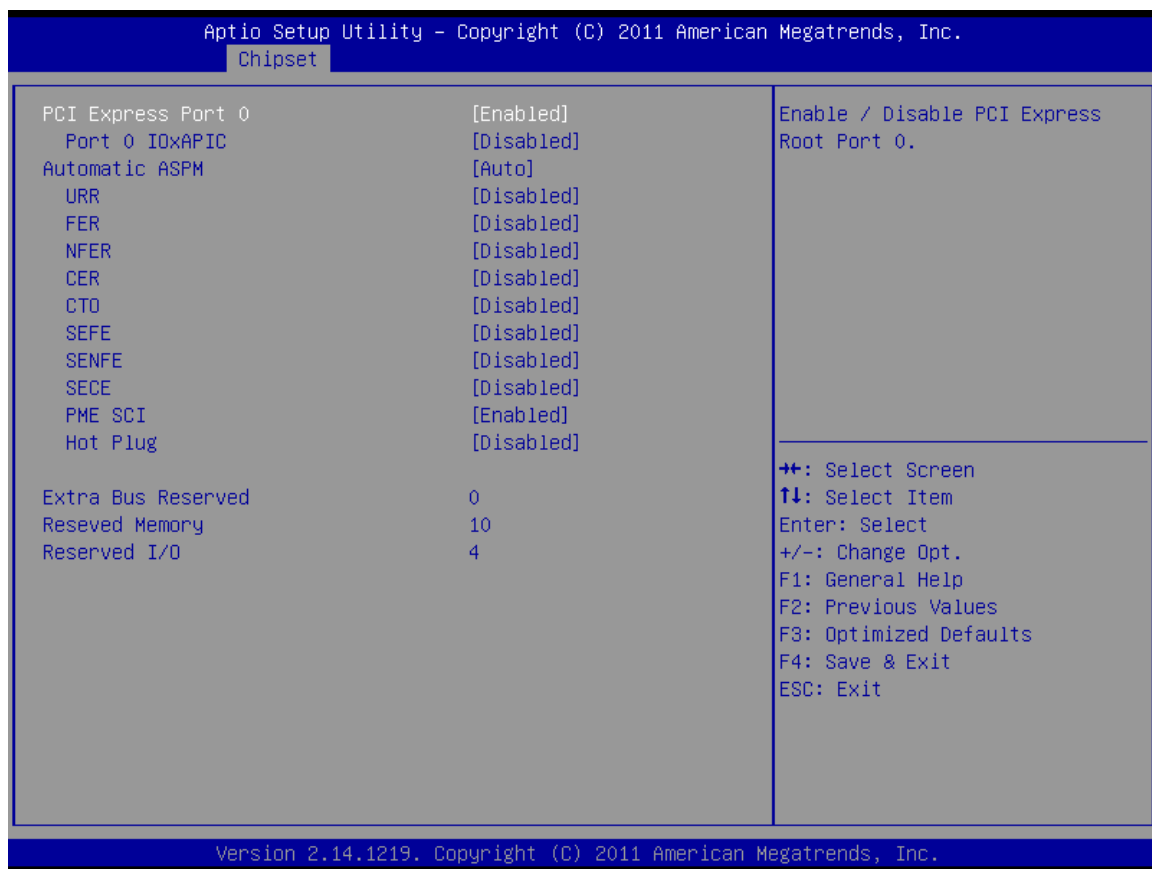 Aptio Setup Utility – Copyright (C) 2011 American Megatrends, Inc.
Chipset
PCI Express Port 0 [Enabled]
Port 0 IOxAPIC [Disabled]
Automatic ASPM [Auto]
URR [Disabled]
FER [Disabled]
NFER [Disabled]
CER [Disabled]
CTO [Disabled]
SEFE [Disabled]
SENFE [Disabled]
SECE [Disabled]
PME SCI [Enabled]
Hot Plug [Disabled]
Extra Bus Reserved 0
Reseved Memory 10
Reserved I/O 4
Enable / Disable PCI Express
Root Port 0.
→←: Select Screen
↑↓: Select Item
Enter: Select
+/-: Change Opt.
F1: General Help
F2: Previous Values
F3: Optimized Defaults
F4: Save & Exit
ESC: Exit
Version 2.14.1219. Copyright (C) 2011 American Megatrends, Inc.